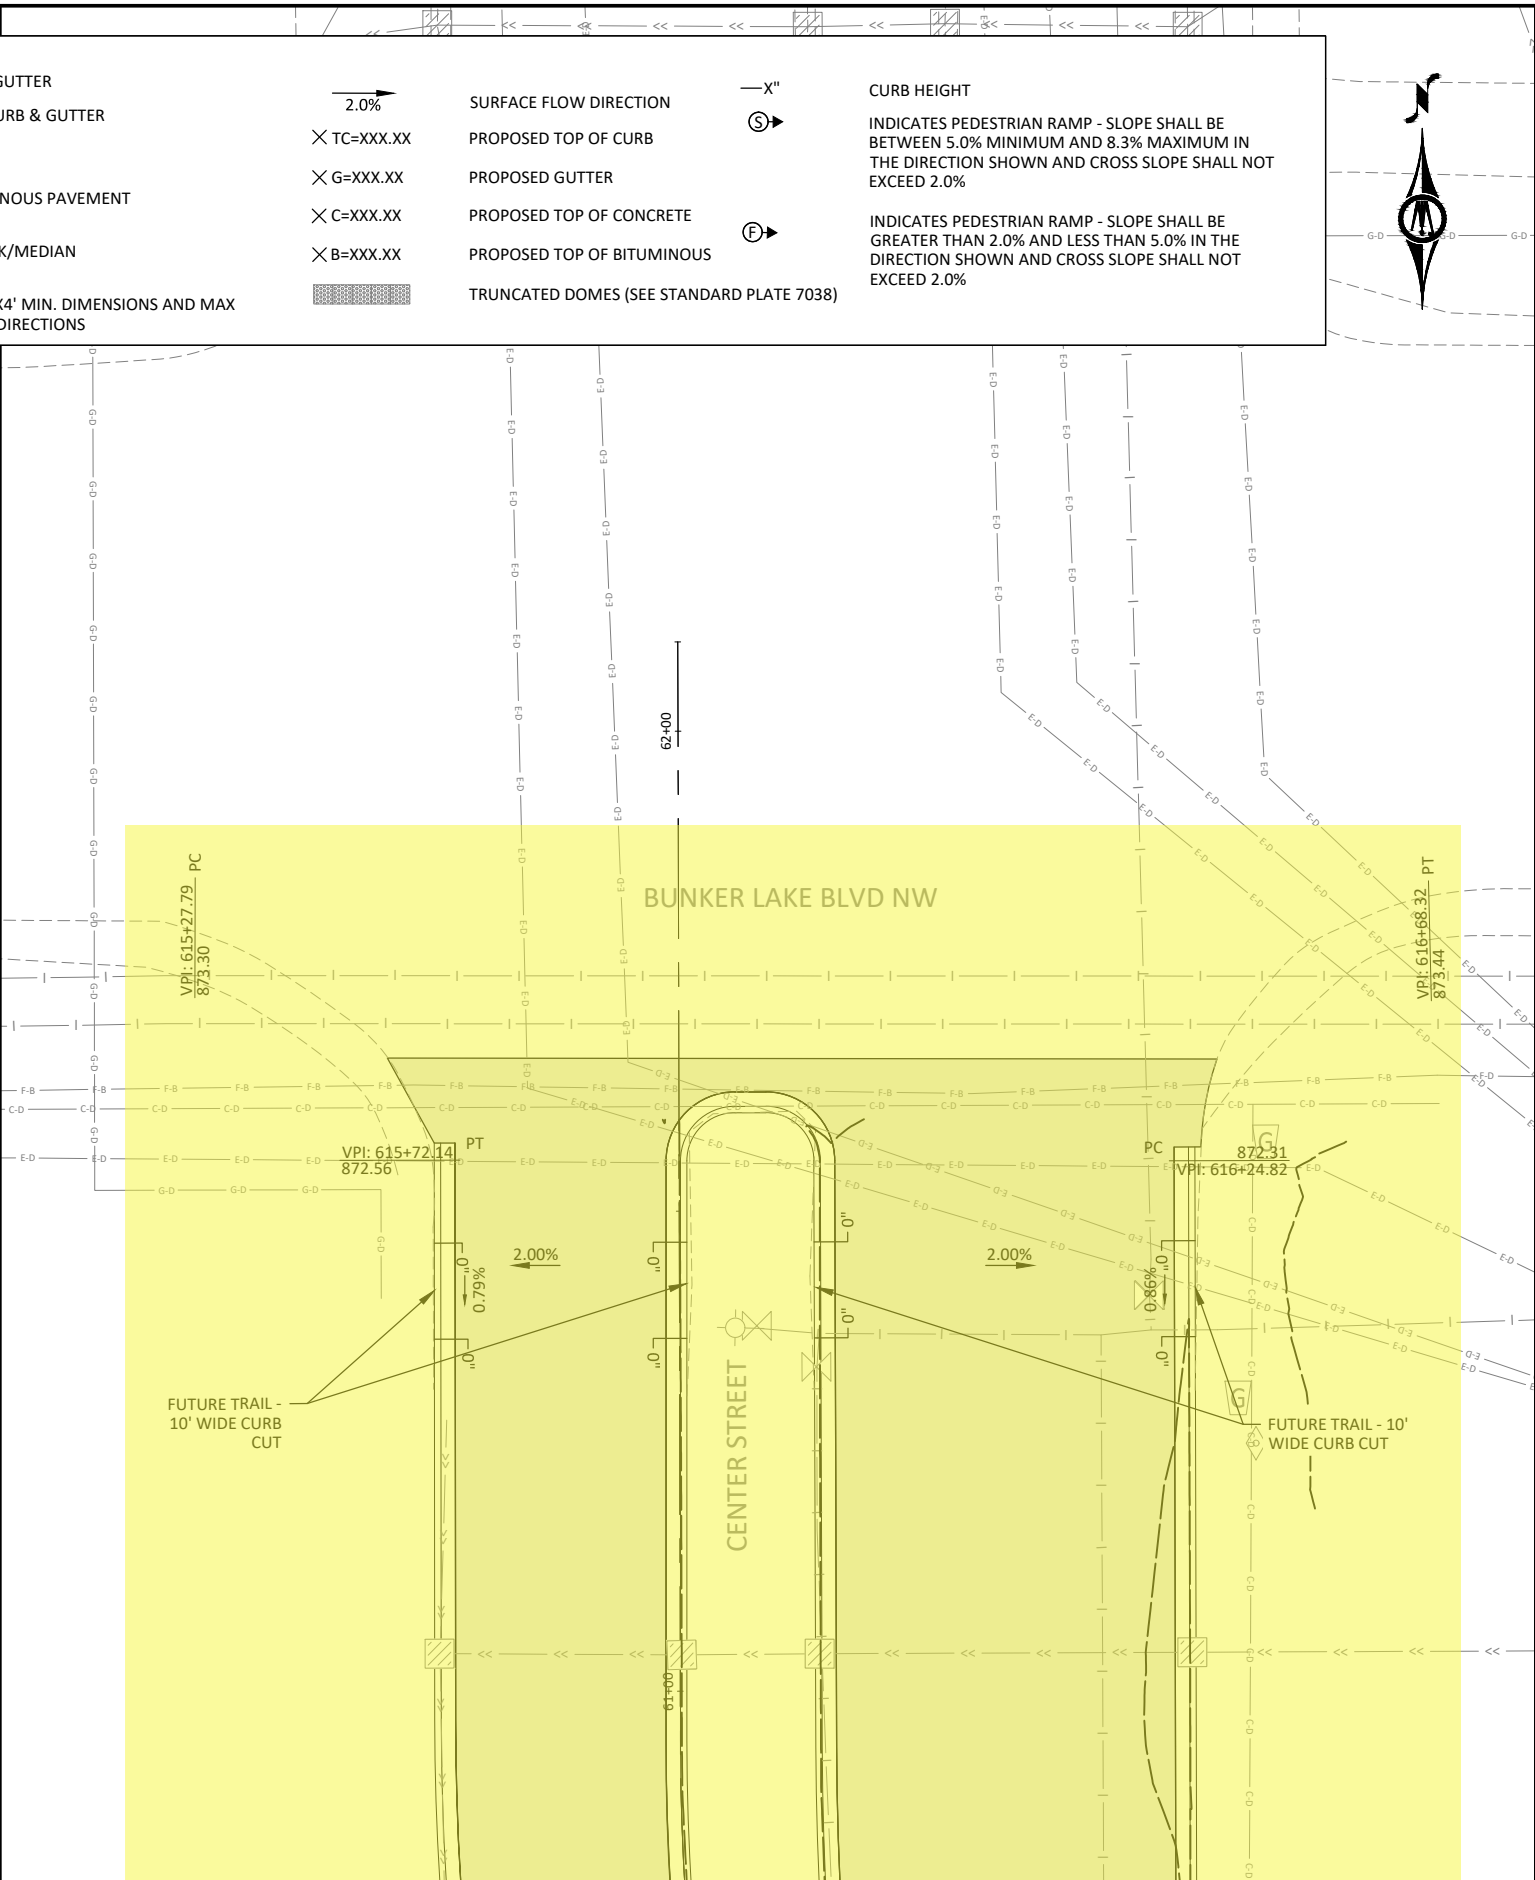 GUTTER
URB & GUTTER
NOUS PAVEMENT
K/MEDIAN
X4' MIN. DIMENSIONS AND MAX
DIRECTIONS
2.0%
SURFACE FLOW DIRECTION
TC=XXX.XX
PROPOSED TOP OF CURB
G=XXX.XX
PROPOSED GUTTER
C=XXX.XX
PROPOSED TOP OF CONCRETE
B=XXX.XX
PROPOSED TOP OF BITUMINOUS
TRUNCATED DOMES (SEE STANDARD PLATE 7038)
X"
CURB HEIGHT
S
INDICATES PEDESTRIAN RAMP - SLOPE SHALL BE
BETWEEN 5.0% MINIMUM AND 8.3% MAXIMUM IN
THE DIRECTION SHOWN AND CROSS SLOPE SHALL NOT
EXCEED 2.0%
F
INDICATES PEDESTRIAN RAMP - SLOPE SHALL BE
GREATER THAN 2.0% AND LESS THAN 5.0% IN THE
DIRECTION SHOWN AND CROSS SLOPE SHALL NOT
EXCEED 2.0%
N
62+00
BUNKER LAKE BLVD NW
VPI: 615+27.79
873.30
PC
VPI: 616+68.32
873.44
PT
VPI: 615+72.14
872.56
PT
PC
872.31
VPI: 616+24.82
G
0"
0"
0"
0"
2.00%
2.00%
0.79%
0.86%
0"
0"
0"
0"
FUTURE TRAIL -
10' WIDE CURB
CUT
CENTER STREET
G
FUTURE TRAIL - 10'
WIDE CURB CUT
61+00